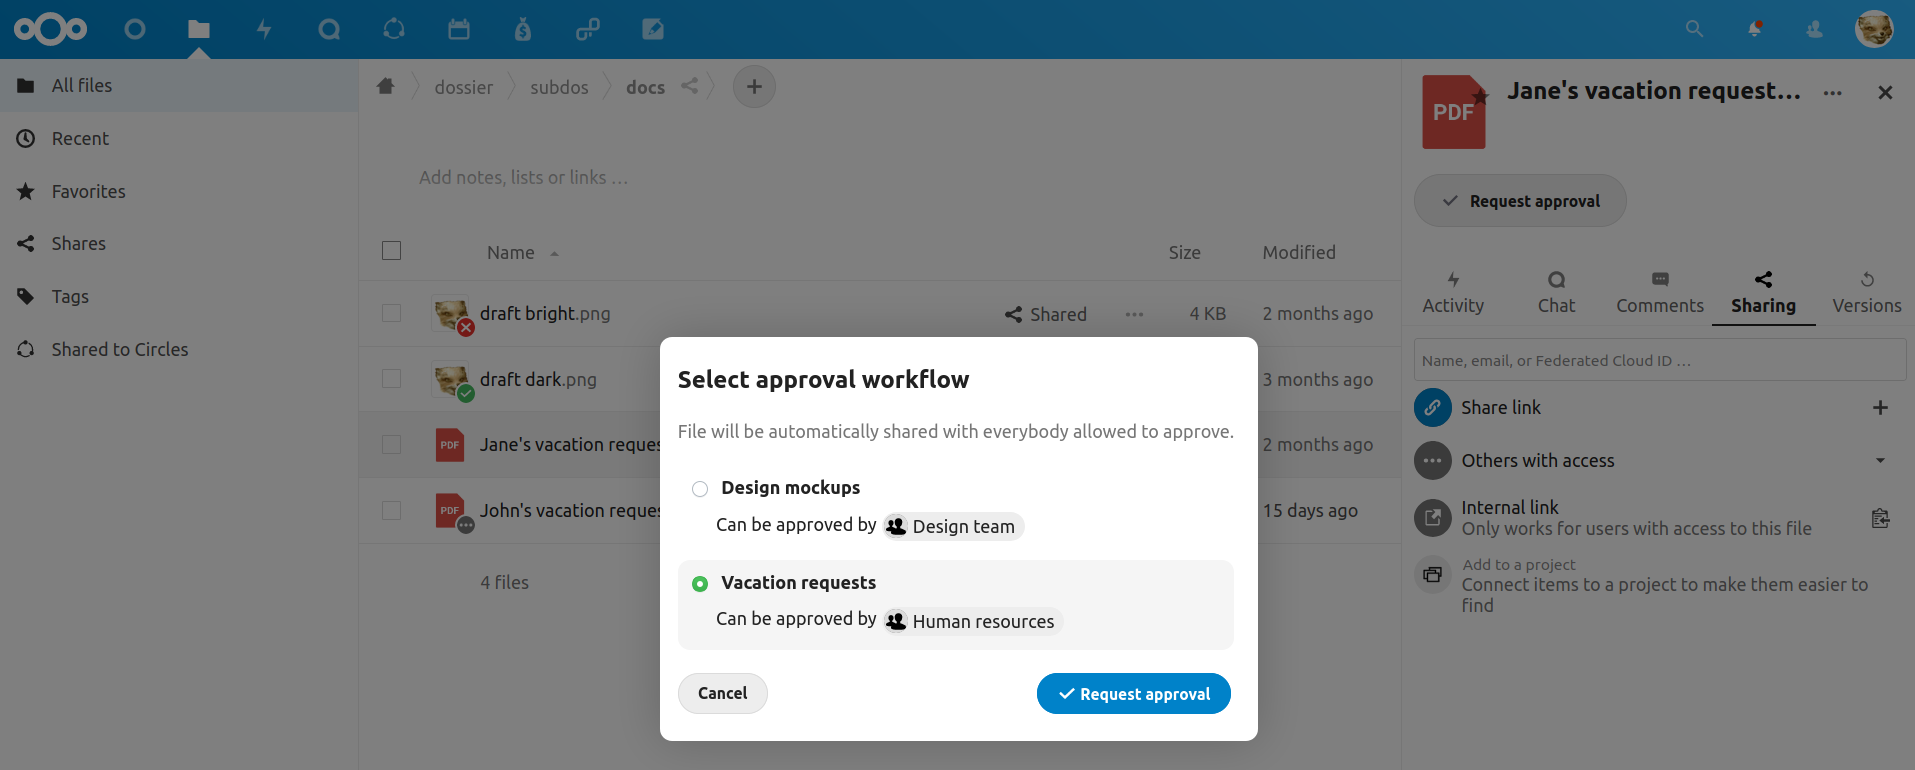 All files
Recent
Favorites
Shares
Tags
Shared to Circles
dossier subdos docs
Add notes, lists or links …
Name Size Modified
draft bright.png Shared 4 KB 2 months ago
draft dark.png 3 months ago
PDF Jane's vacation reques 2 months ago
PDF John's vacation reques 15 days ago
4 files
Select approval workflow
File will be automatically shared with everybody allowed to approve.
Design mockups
Can be approved by Design team
Vacation requests
Can be approved by Human resources
Cancel Request approval
PDF Jane's vacation request...
Request approval
Activity Chat Comments Sharing Versions
Name, email, or Federated Cloud ID …
Share link
Others with access
Internal link
Only works for users with access to this file
Add to a project
Connect items to a project to make them easier to
find